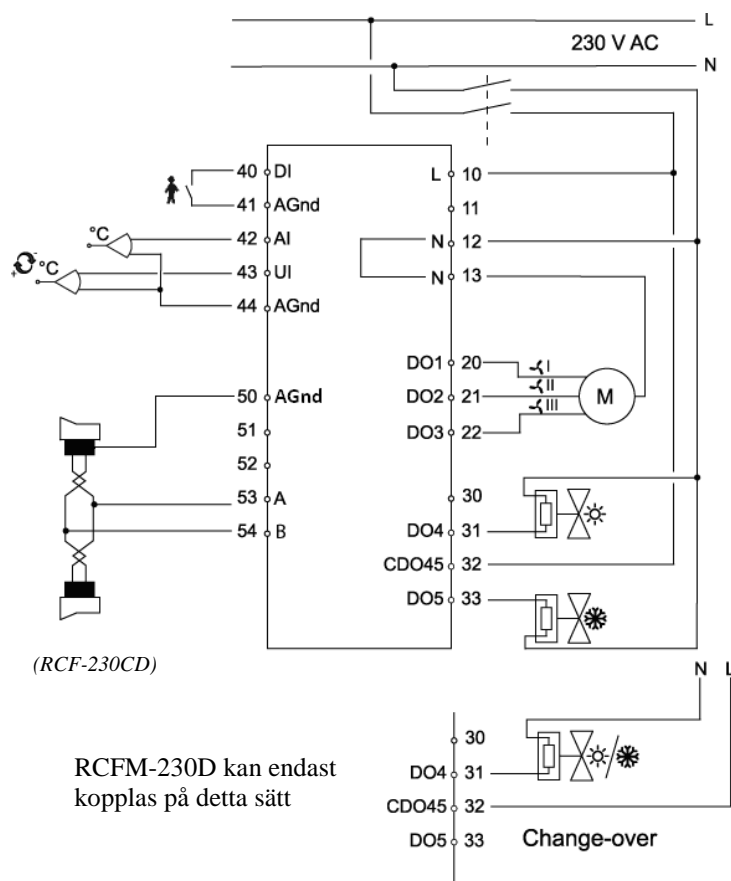 L
230 V AC
N
40 DI
L 10
41 AGnd
11
°C
42 AI
N 12
+ - °C
43 UI
N 13
44 AGnd
DO1 20 I
50 AGnd
DO2 21 II
M
51
DO3 22 III
52
53 A
30
54 B
DO4 31
CDO45 32
DO5 33
(RCF-230CD)
N L
30
RCFM-230D kan endast
kopplas på detta sätt
DO4 31
CDO45 32
DO5 33 Change-over